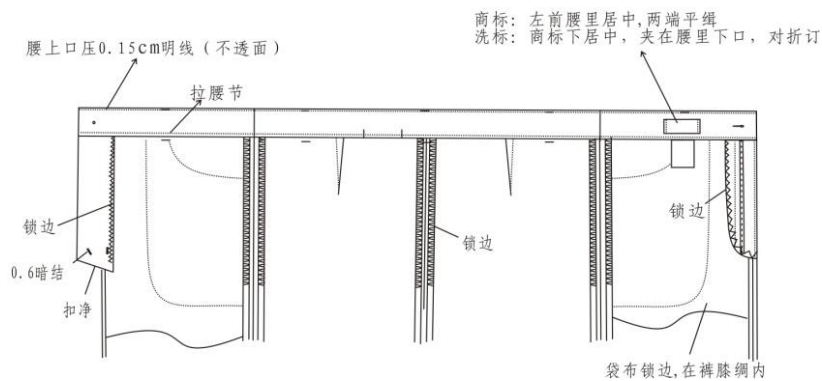 商标: 左前腰里居中,两端平缉
洗标: 商标下居中, 夹在腰里下口, 对折订
腰上口压0.15cm明线 (不透面)
拉腰节
锁边
锁边
锁边
0.6暗结
扣净
袋布锁边,在裤膝绸内